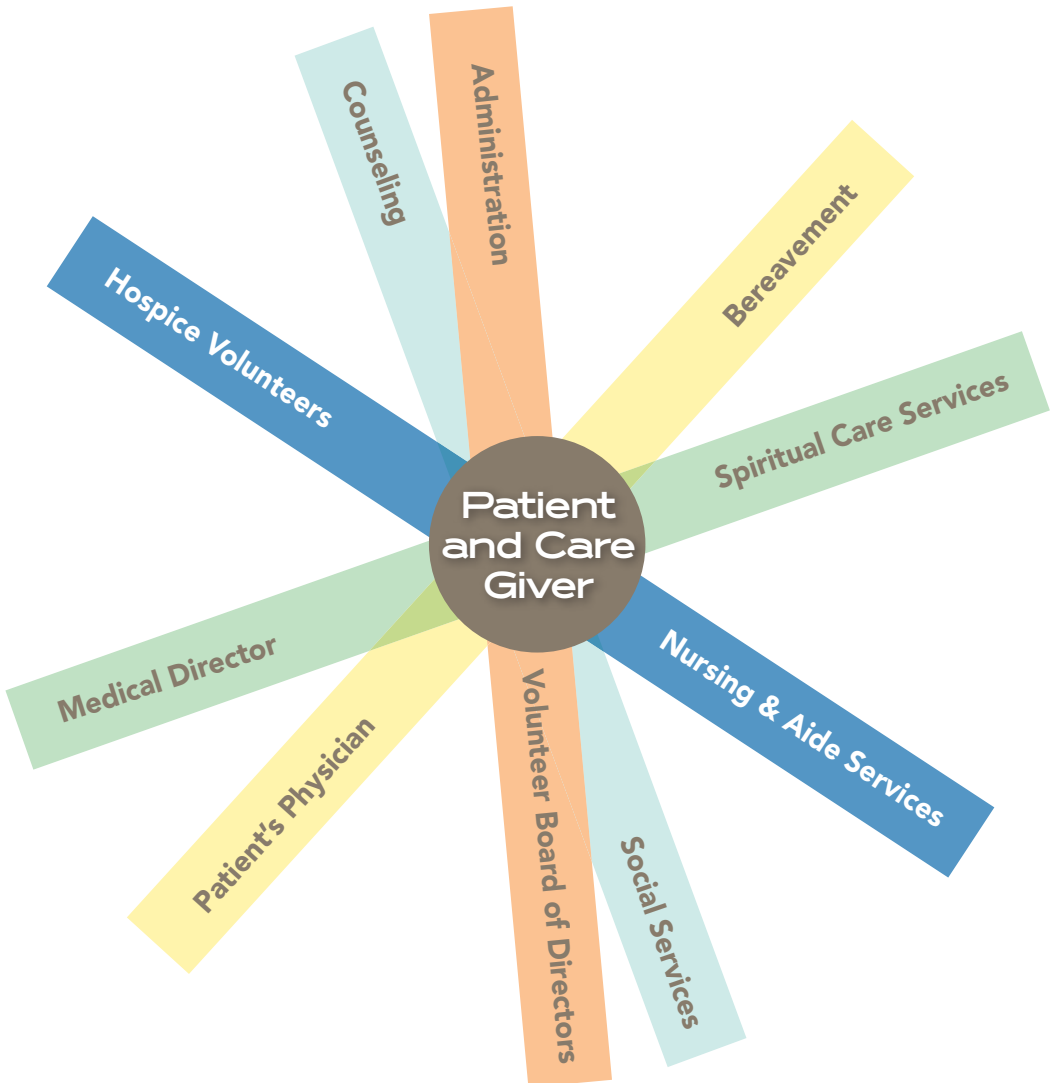 Counseling
Administration
Bereavement
Hospice Volunteers
Spiritual Care Services
Patient
and Care
Giver
Medical Director
Nursing & Aide Services
Patient’s Physician
Volunteer Board of Directors
Social Services